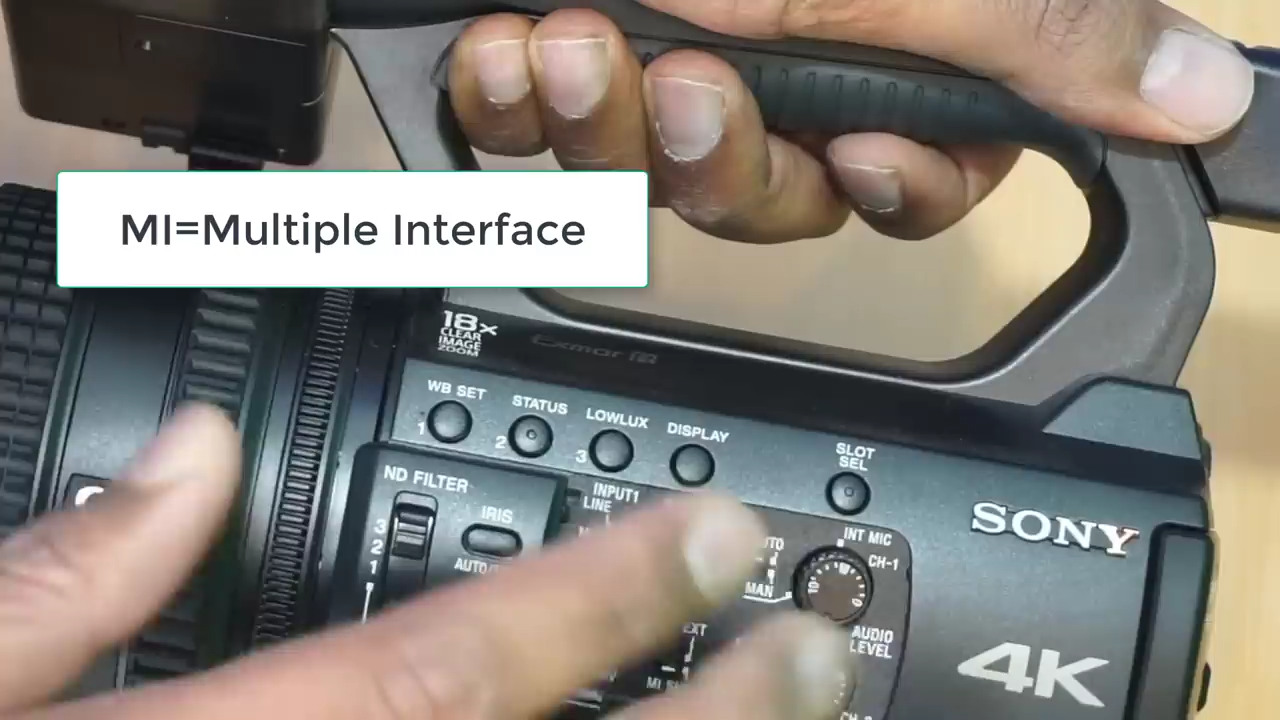 MI=Multiple Interface
18x
CLEAR
IMAGE
ZOOM
Exmor R
WB SET
STATUS
LOWLUX
DISPLAY
1
2
3
SLOT
SEL
ND FILTER
INPUT1
LINE
IRIS
3
2
1
INT MIC
CH-1
MAN
AUDIO
LEVEL
SONY
4K